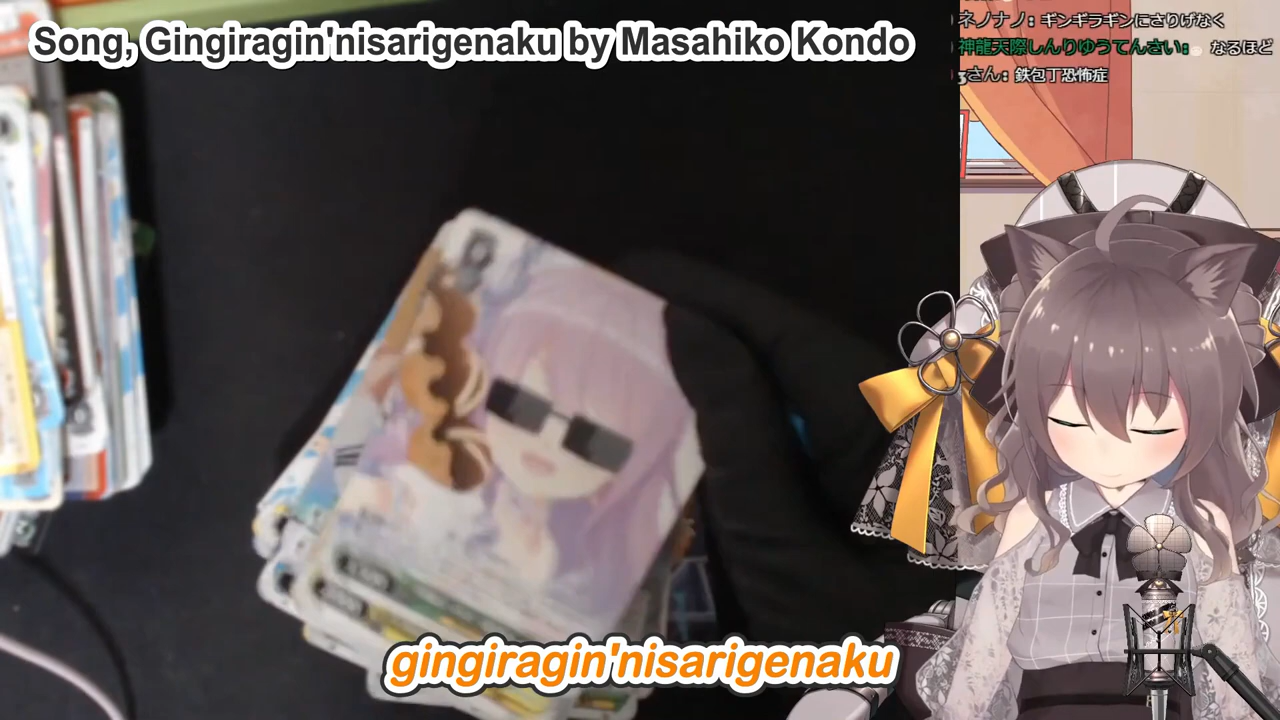 Song, Gingiragin'nisarigenaku by Masahiko Kondo
ネノナノ: ギンギラギンにさりげなく
神龍天際しんりゆうてんさい: なるほど
ʒさん: 鉄包丁恐怖症
gingiragin'nisarigenaku